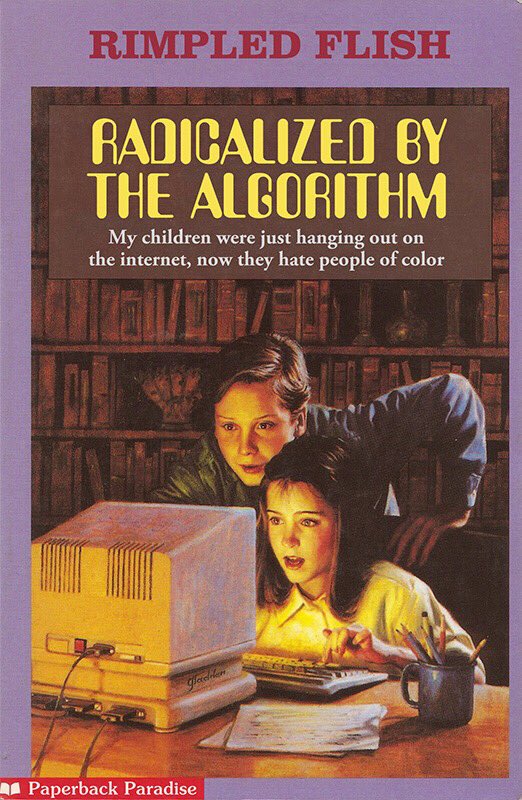 RIMPLED FLISH
RADICALIZED BY
THE ALGORITHM
My children were just hanging out on
the internet, now they hate people of color
Paperback Paradise